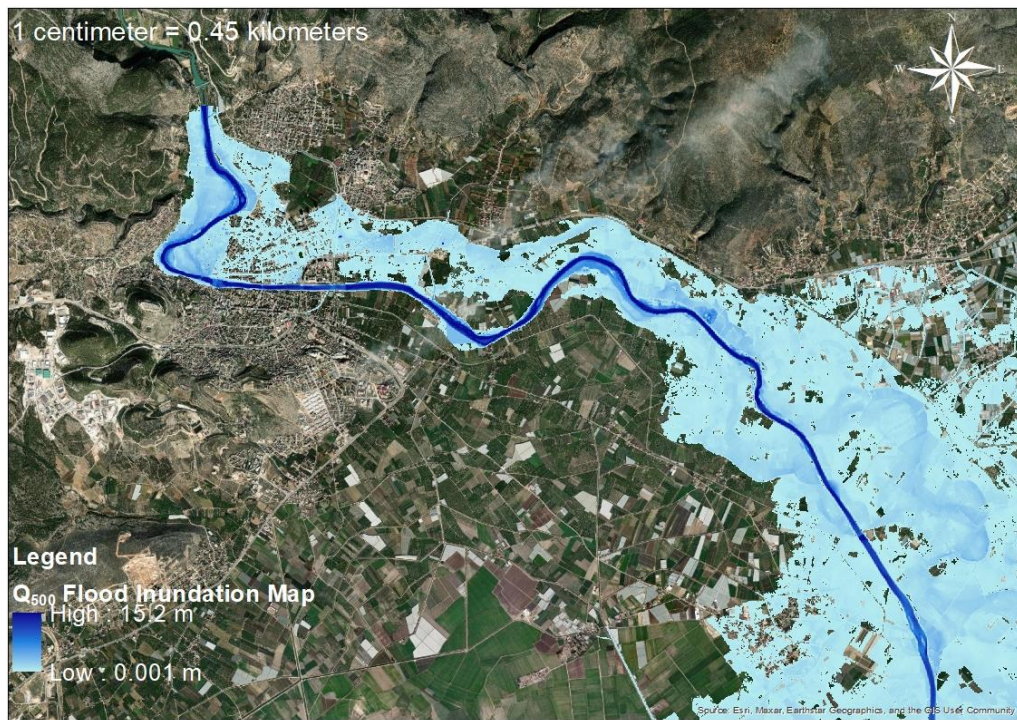 1 centimeter = 0.45 kilometers
N
W E
S
Legend
Q500 Flood Inundation Map
High : 15.2 m
Low : 0.001 m
Source: Esri, Maxar, Earthstar Geographics, and the GIS User Community